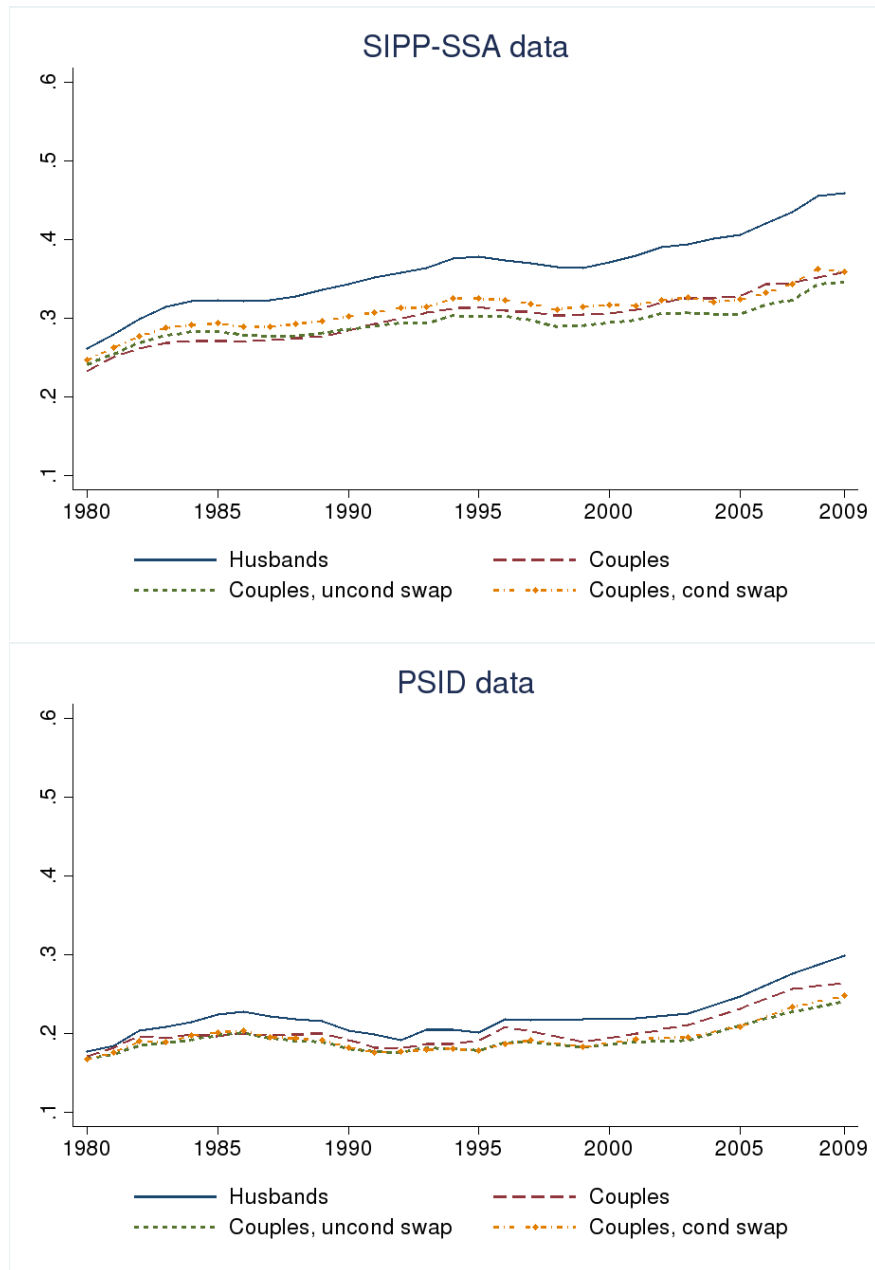 SIPP-SSA data
.6
.5
.4
.3
.2
.1
1980 1985 1990 1995 2000 2005 2009
Husbands Couples
Couples, uncond swap Couples, cond swap
PSID data
.6
.5
.4
.3
.2
.1
1980 1985 1990 1995 2000 2005 2009
Husbands Couples
Couples, uncond swap Couples, cond swap